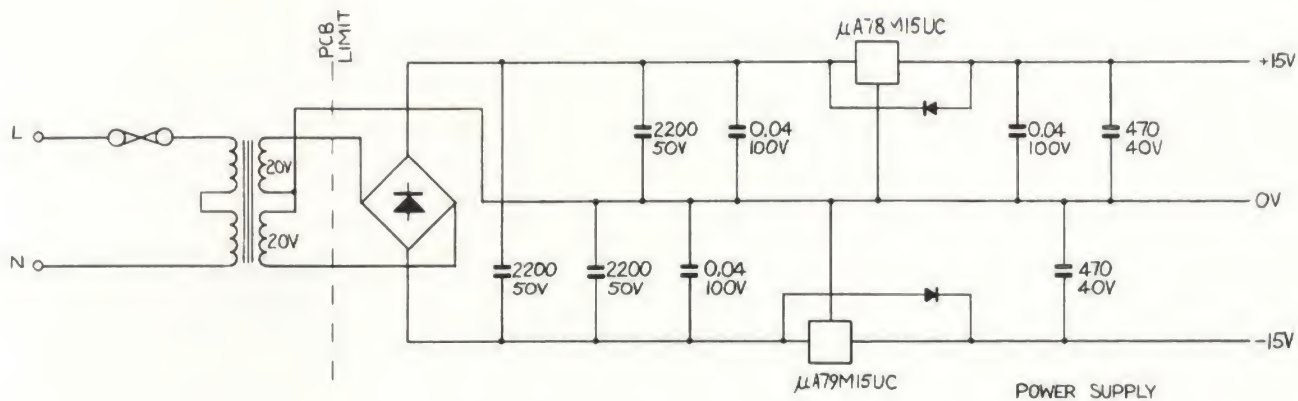 μA78M15UC
PCB
LIMIT
+15V
L
20V
2200
50V
0.04
100V
0.04
100V
470
40V
0V
N
20V
2200
50V
2200
50V
0.04
100V
470
40V
-15V
μA79M15UC
POWER SUPPLY